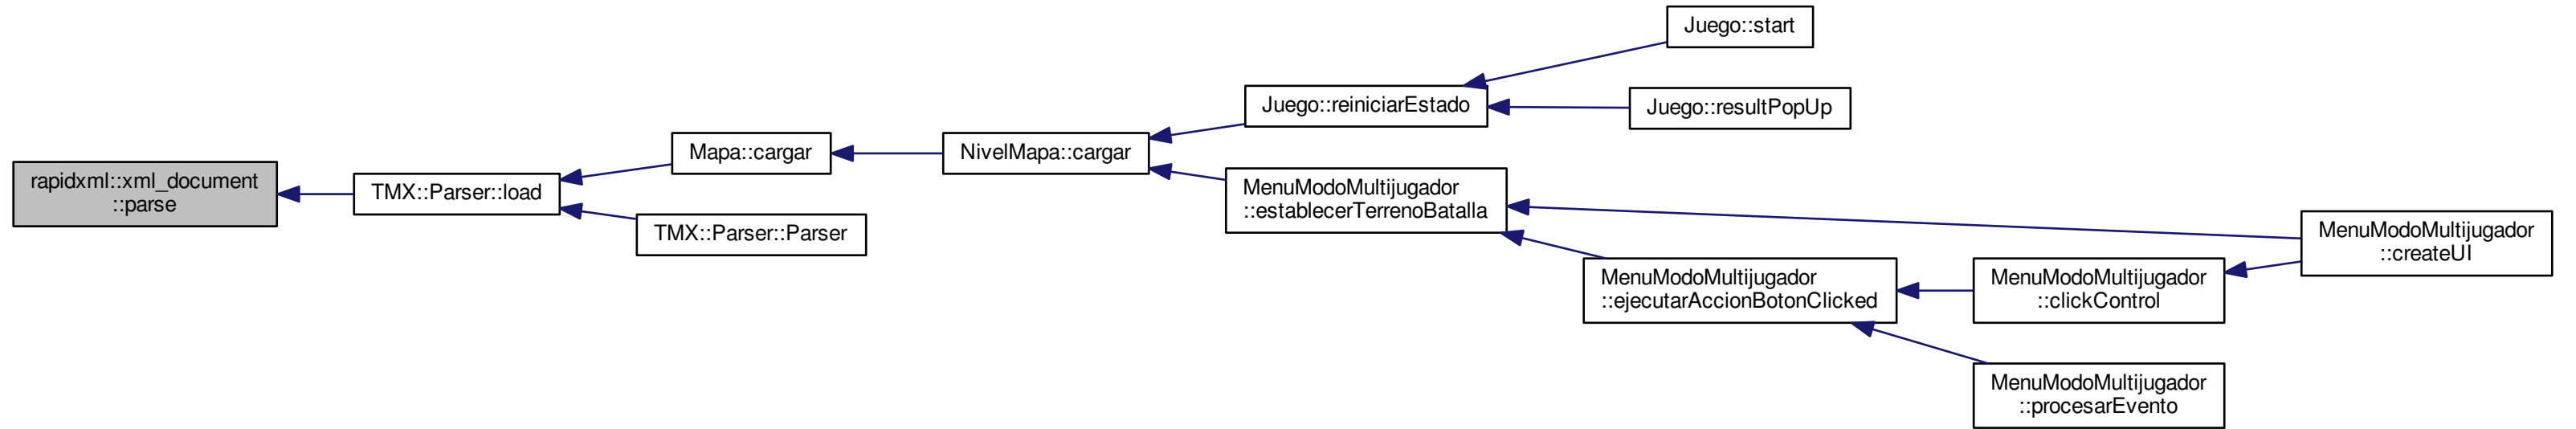 rapidxml::xml_document
::parse
TMX::Parser::load
Mapa::cargar
TMX::Parser::Parser
NivelMapa::cargar
Juego::reiniciarEstado
MenuModoMultijugador
::establecerTerrenoBatalla
Juego::start
Juego::resultPopUp
MenuModoMultijugador
::ejecutarAccionBotonClicked
MenuModoMultijugador
::clickControl
MenuModoMultijugador
::procesarEvento
MenuModoMultijugador
::createUI